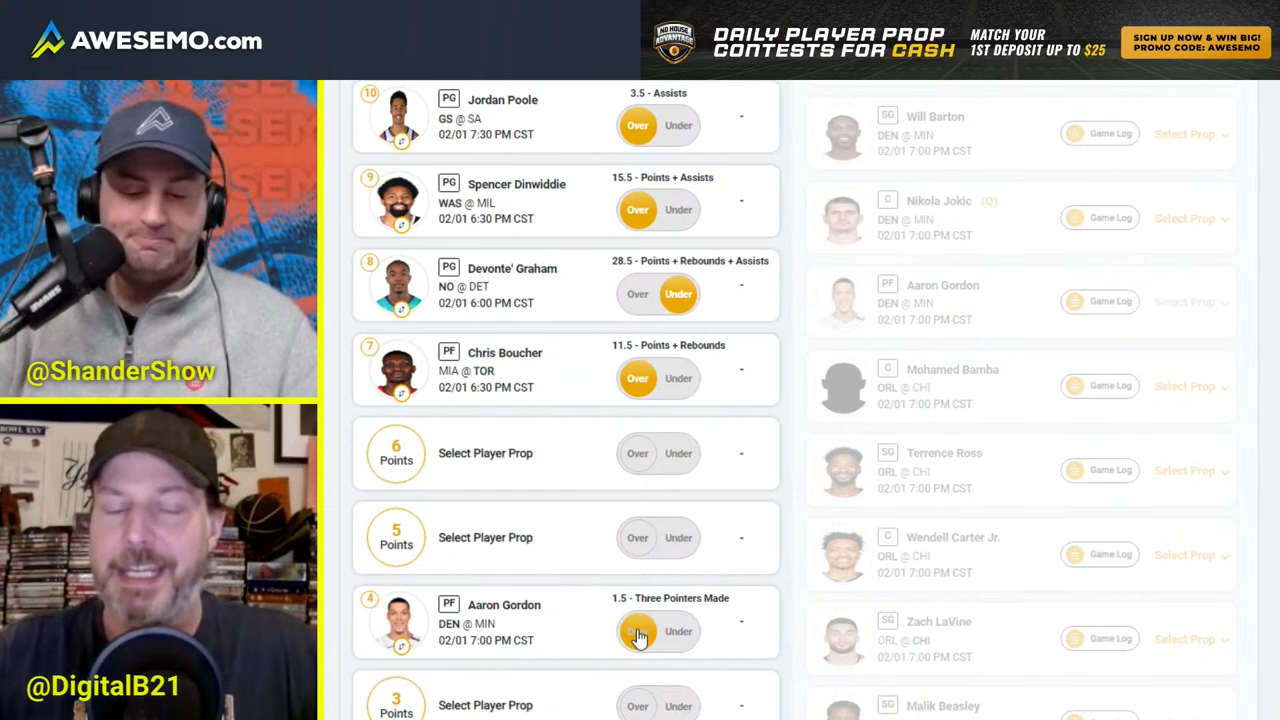 AWESEMO.com
NO HOUSE
ADVANTAGE
DAILY PLAYER PROP
CONTESTS FOR CASH
MATCH YOUR
1ST DEPOSIT UP TO $25
SIGN UP NOW & WIN BIG!
PROMO CODE: AWESEMO
@ShanderShow
@DigitalB21
10
PG Jordan Poole
GS @ SA
02/01 7:30 PM CST
3.5 - Assists
Over Under
-
9
PG Spencer Dinwiddie
WAS @ MIL
02/01 6:30 PM CST
15.5 - Points + Assists
Over Under
-
8
PG Devonte' Graham
NO @ DET
02/01 6:00 PM CST
28.5 - Points + Rebounds + Assists
Over Under
-
7
PF Chris Boucher
MIA @ TOR
02/01 6:30 PM CST
11.5 - Points + Rebounds
Over Under
-
6
Points
Select Player Prop
Over Under
-
5
Points
Select Player Prop
Over Under
-
4
PF Aaron Gordon
DEN @ MIN
02/01 7:00 PM CST
1.5 - Three Pointers Made
Under
-
3
Points
Select Player Prop
Over Under
-
SG Will Barton
DEN @ MIN
02/01 7:00 PM CST
Game Log
Select Prop
C Nikola Jokic (Q)
DEN @ MIN
02/01 7:00 PM CST
Game Log
Select Prop
PF Aaron Gordon
DEN @ MIN
02/01 7:00 PM CST
Game Log
Select Prop
C Mohamed Bamba
ORL @ CHI
02/01 7:00 PM CST
Game Log
Select Prop
SG Terrence Ross
ORL @ CHI
02/01 7:00 PM CST
Game Log
Select Prop
C Wendell Carter Jr.
ORL @ CHI
02/01 7:00 PM CST
Game Log
Select Prop
SG Zach LaVine
ORL @ CHI
02/01 7:00 PM CST
Game Log
Select Prop
SG Malik Beasley